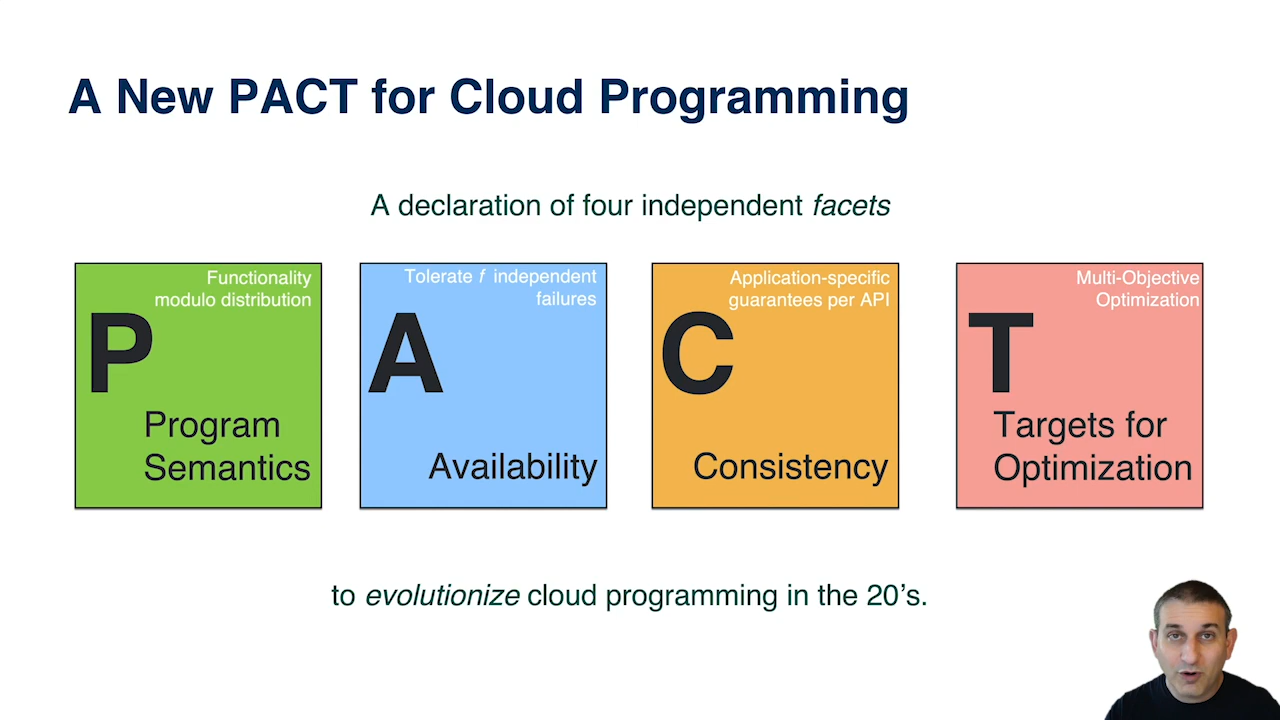 A New PACT for Cloud Programming
A declaration of four independent facets
Functionality
modulo distribution
P
Program
Semantics
Tolerate f independent
failures
A
Availability
Application-specific
guarantees per API
C
Consistency
Multi-Objective
Optimization
T
Targets for
Optimization
to evolutionize cloud programming in the 20’s.